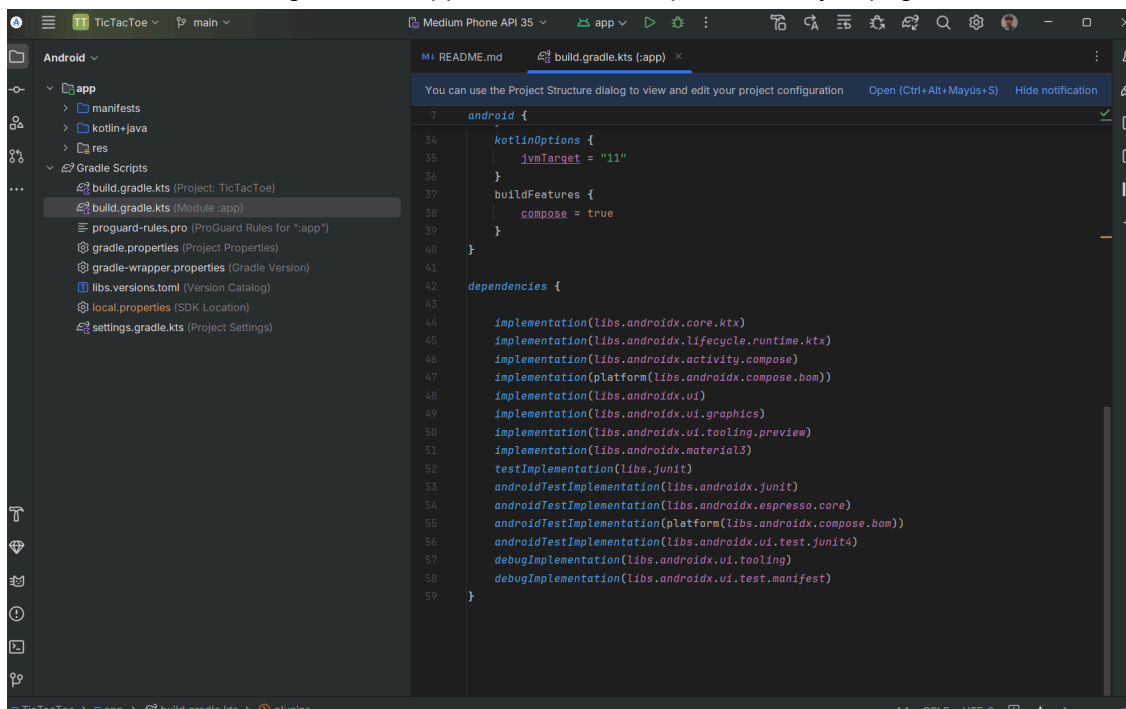 TT TicTacToe main Medium Phone API 35 app
Android
app
manifests
kotlin+java
res
Gradle Scripts
build.gradle.kts (Project: TicTacToe)
build.gradle.kts (Module :app)
proguard-rules.pro (ProGuard Rules for ":app")
gradle.properties (Project Properties)
gradle-wrapper.properties (Gradle Version)
libs.versions.toml (Version Catalog)
local.properties (SDK Location)
settings.gradle.kts (Project Settings)
README.md build.gradle.kts (:app)
You can use the Project Structure dialog to view and edit your project configuration Open (Ctrl+Alt+Mayús+S) Hide notification
7 android {
34 kotlinOptions {
35 jvmTarget = "11"
36 }
37 buildFeatures {
38 compose = true
39 }
40 }
41
42 dependencies {
43
44 implementation(libs.androidx.core.ktx)
45 implementation(libs.androidx.lifecycle.runtime.ktx)
46 implementation(libs.androidx.activity.compose)
47 implementation(platform(libs.androidx.compose.bom))
48 implementation(libs.androidx.ui)
49 implementation(libs.androidx.ui.graphics)
50 implementation(libs.androidx.ui.tooling.preview)
51 implementation(libs.androidx.material3)
52 testImplementation(libs.junit)
53 androidTestImplementation(libs.androidx.junit)
54 androidTestImplementation(libs.androidx.espresso.core)
55 androidTestImplementation(platform(libs.androidx.compose.bom))
56 androidTestImplementation(libs.androidx.ui.test.junit4)
57 debugImplementation(libs.androidx.ui.tooling)
58 debugImplementation(libs.androidx.ui.test.manifest)
59 }